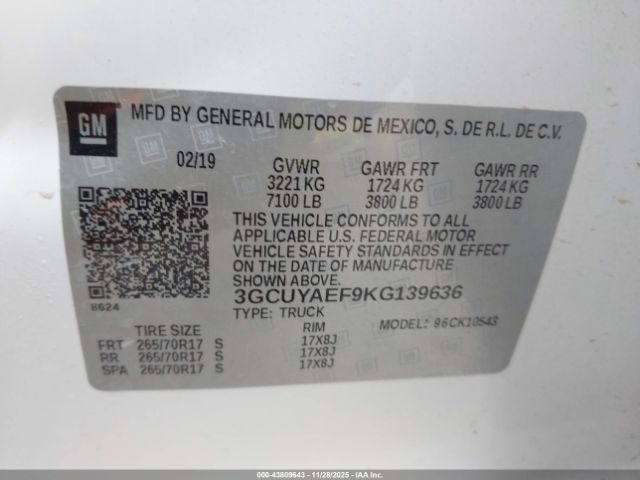 GM
MFD BY GENERAL MOTORS DE MEXICO, S. DE R.L. DE C.V.
02/19 GVWR GAWR FRT GAWR RR
3221 KG 1724 KG 1724 KG
7100 LB 3800 LB 3800 LB
THIS VEHICLE CONFORMS TO ALL
APPLICABLE U.S. FEDERAL MOTOR
VEHICLE SAFETY STANDARDS IN EFFECT
ON THE DATE OF MANUFACTURE
SHOWN ABOVE.
8624 3GCUYAEF9KG139636
TYPE: TRUCK MODEL: 96CK10543
TIRE SIZE RIM
FRT 265/70R17 S 17X8J
RR 265/70R17 S 17X8J
SPA 265/70R17 S 17X8J
000-43809643 - 11/28/2025 - IAAI.COM